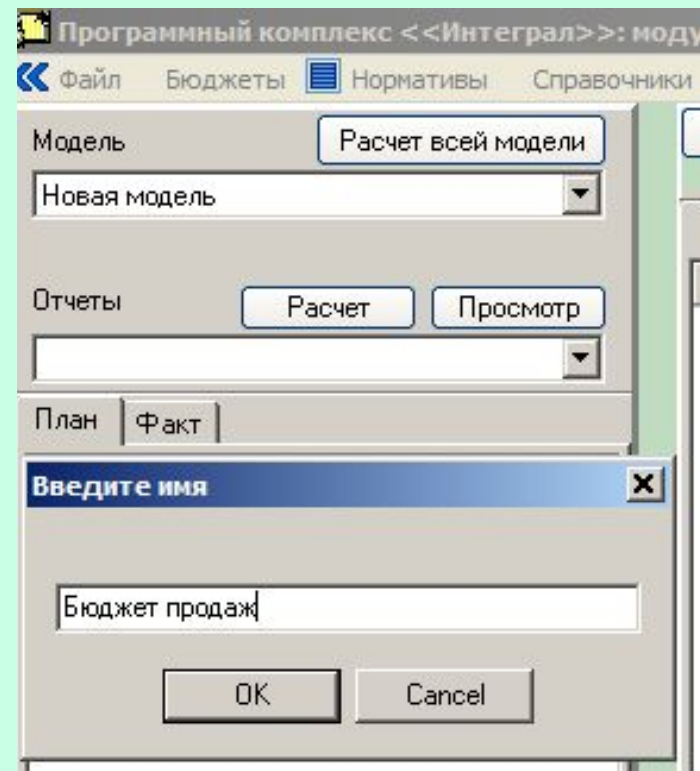 Программный комплекс <<Интеграл>>: моду
Файл Бюджеты Нормативы Справочники
Модель Расчет всей модели
Новая модель
Отчеты Расчет Просмотр
План Факт
Введите имя
Бюджет продаж
OK Cancel